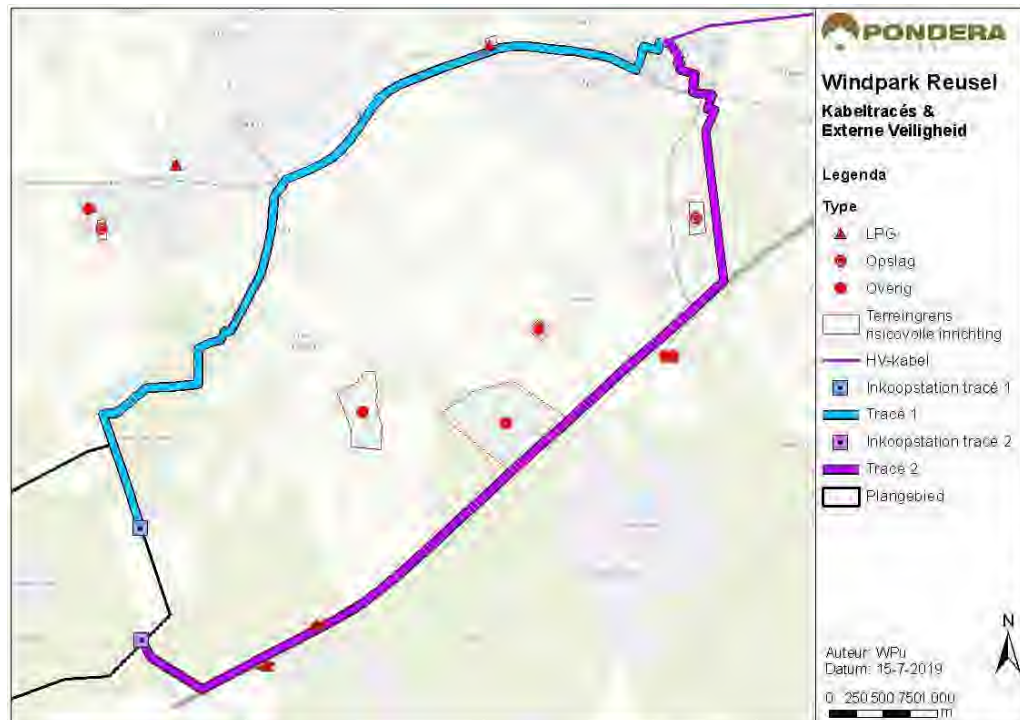 PONDERA
Windpark Reusel
Kabeltracés &
Externe Veiligheid
Legenda
Type
LPG
Opslag
Overig
Terreingrens
risicovolle inrichting
HV-kabel
Inkoopstation tracé 1
Tracé 1
Inkoopstation tracé 2
Tracé 2
Plangebied
N
Auteur: WPu
Datum: 15-7-2019
0 250 500 750 1.000
m